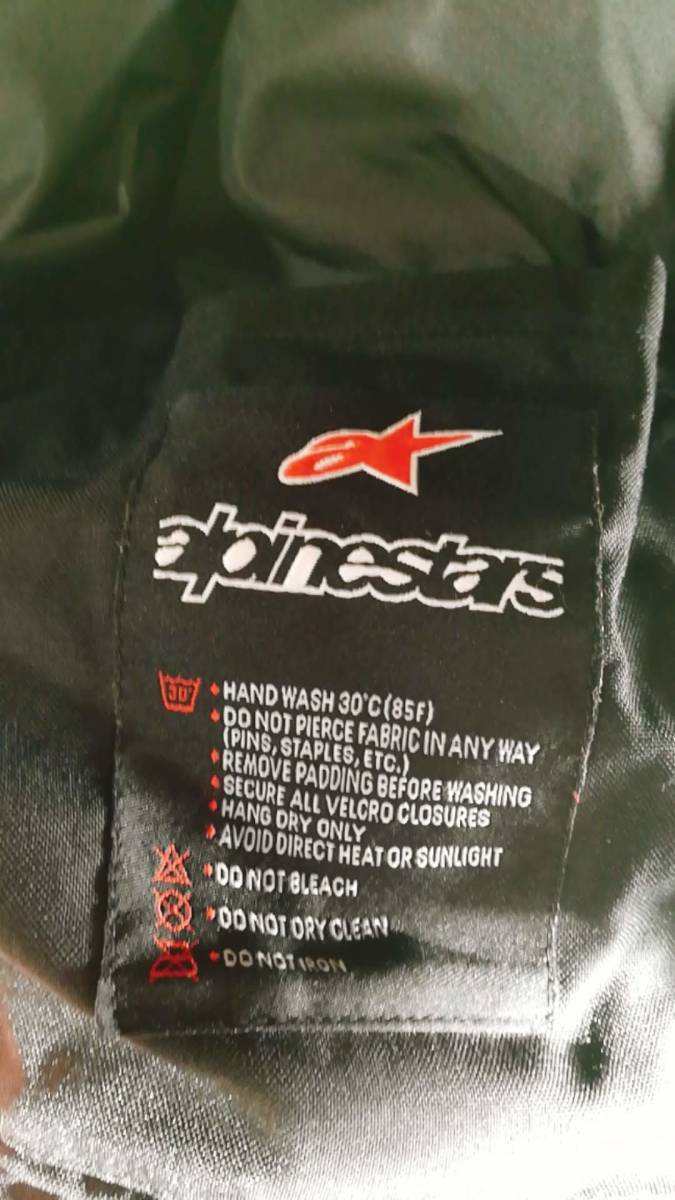 alpinestars
30°
HAND WASH 30°C (85F)
DO NOT PIERCE FABRIC IN ANY WAY
(PINS, STAPLES, ETC.)
REMOVE PADDING BEFORE WASHING
SECURE ALL VELCRO CLOSURES
HANG DRY ONLY
AVOID DIRECT HEAT OR SUNLIGHT
DO NOT BLEACH
DO NOT DRY CLEAN
DO NOT IRON